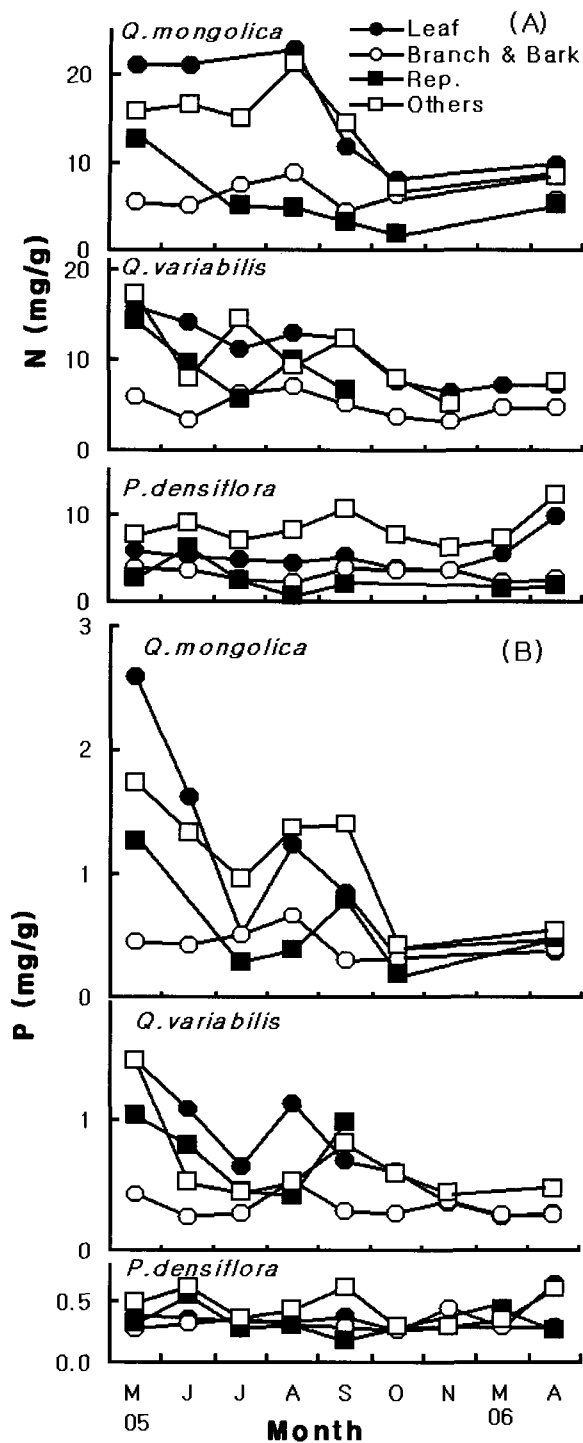 Q.mongolica
(A)
Leaf
Branch & Bark
Rep.
Others
20
10
0
Q.variabilis
20
10
0
P.densiflora
10
0
N (mg/g)
Q.mongolica
(B)
3
2
1
0
Q.variabilis
1
0
P.densiflora
0.5
0.0
P (mg/g)
M J J A S O N M A
05 06
Month